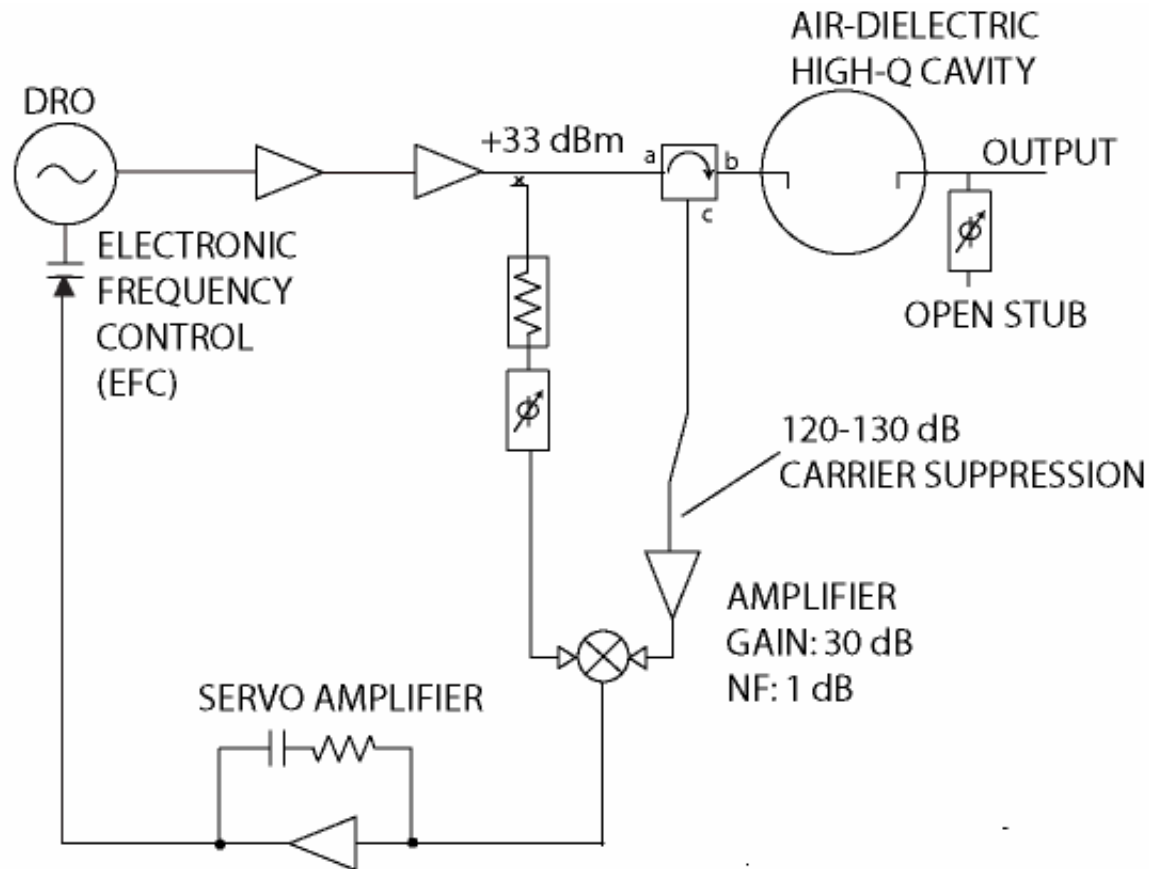 AIR-DIELECTRIC
HIGH-Q CAVITY
DRO
+33 dBm
a
b
c
OUTPUT
ELECTRONIC
FREQUENCY
CONTROL
(EFC)
ϕ
OPEN STUB
ϕ
120-130 dB
CARRIER SUPPRESSION
AMPLIFIER
GAIN: 30 dB
NF: 1 dB
SERVO AMPLIFIER